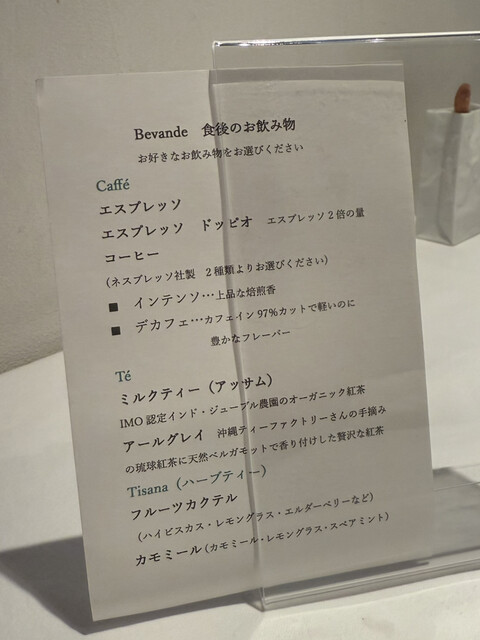 Bevande　食後のお飲み物
お好きなお飲み物をお選びください
Caffé
エスプレッソ
エスプレッソ　ドッピオ　エスプレッソ2倍の量
コーヒー
（ネスプレッソ社製　2種類よりお選びください）
■　インテンソ…上品な焙煎香
■　デカフェ…カフェイン97％カットで軽いのに
豊かなフレーバー
Té
ミルクティー（アッサム）
IMO認定インド・ジューブル農園のオーガニック紅茶
アールグレイ　沖縄ティーファクトリーさんの手摘み
の琉球紅茶に天然ベルガモットで香り付けした贅沢な紅茶
Tisana（ハーブティー）
フルーツカクテル
（ハイビスカス・レモングラス・エルダーベリーなど）
カモミール（カモミール・レモングラス・スペアミント）